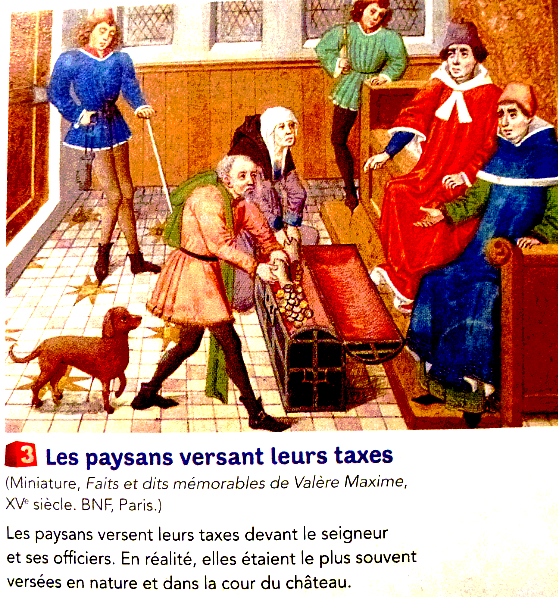 3 Les paysans versant leurs taxes
(Miniature, Faits et dits mémorables de Valère Maxime,
XVe siècle. BNF, Paris.)
Les paysans versent leurs taxes devant le seigneur
et ses officiers. En réalité, elles étaient le plus souvent
versées en nature et dans la cour du château.